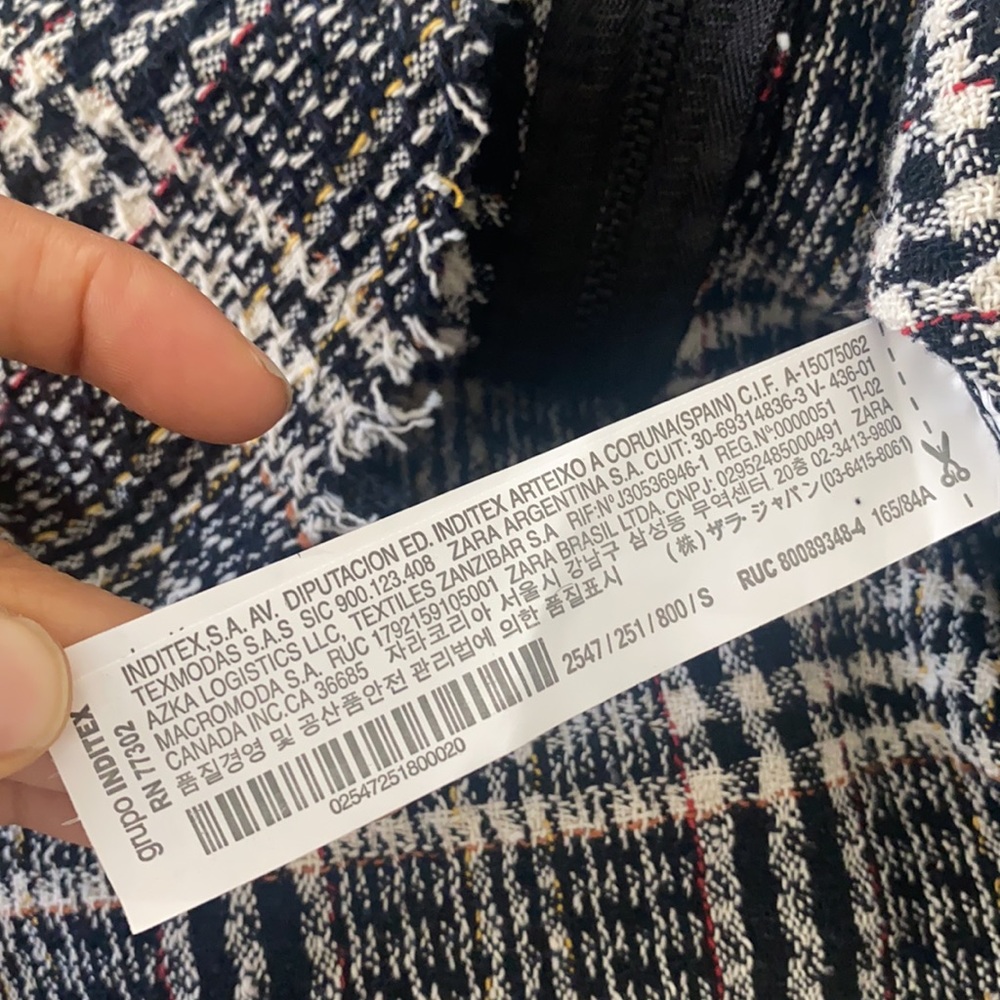 INDITEX,S.A. AV. DIPUTACION ED. INDITEX ARTEIXO A CORUNA(SPAIN) C.I.F. A-15075062
TEXMODAS S.A.S SIC 900.123.408 ZARA ARGENTINA S.A. CUIT: 30-69314836-3 V- 436-01
AZKA LOGISTICS LLC, TEXTILES ZANZIBAR S.A RIF:Nº J30536946-1 REG.Nº0000051 TI-02
MACROMODA S.A. RUC 1792159105001 ZARA BRASIL LTDA. CNPJ: 02952485000491 ZARA
CANADA INC.CA 36685 자라코리아 서울시 강남구 삼성동 무역센터 20층 02-3413-9800
품질경영 및 공산품안전 관리법에 의한 품질표시 (株)ザラ・ジャパン(03-6415-8061)
RUC 80089348-4 165/84A
2547/251/800/S
02547251800020
grupo INDITEX
RN 77302